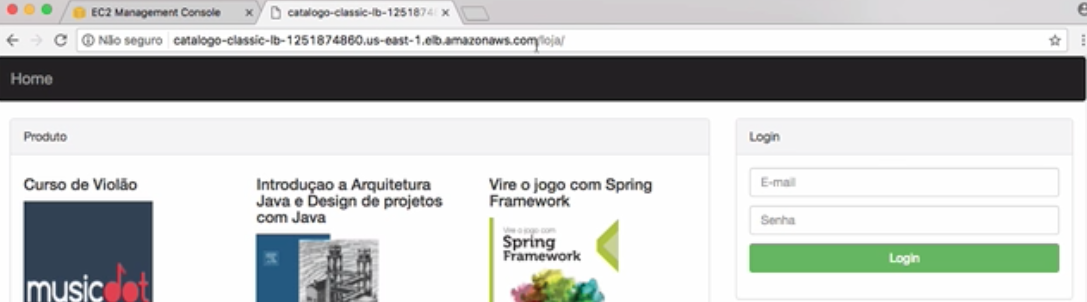 EC2 Management Console
catalogo-classic-lb-1251874
Não seguro
catalogo-classic-lb-1251874860.us-east-1.elb.amazonaws.com/loja/
Home
Produto
Curso de Violão
musicdot
Introduçao a Arquitetura
Java e Design de projetos
com Java
Vire o jogo com Spring
Framework
Vire o jogo com
Spring
Framework
Login
E-mail
Senha
Login